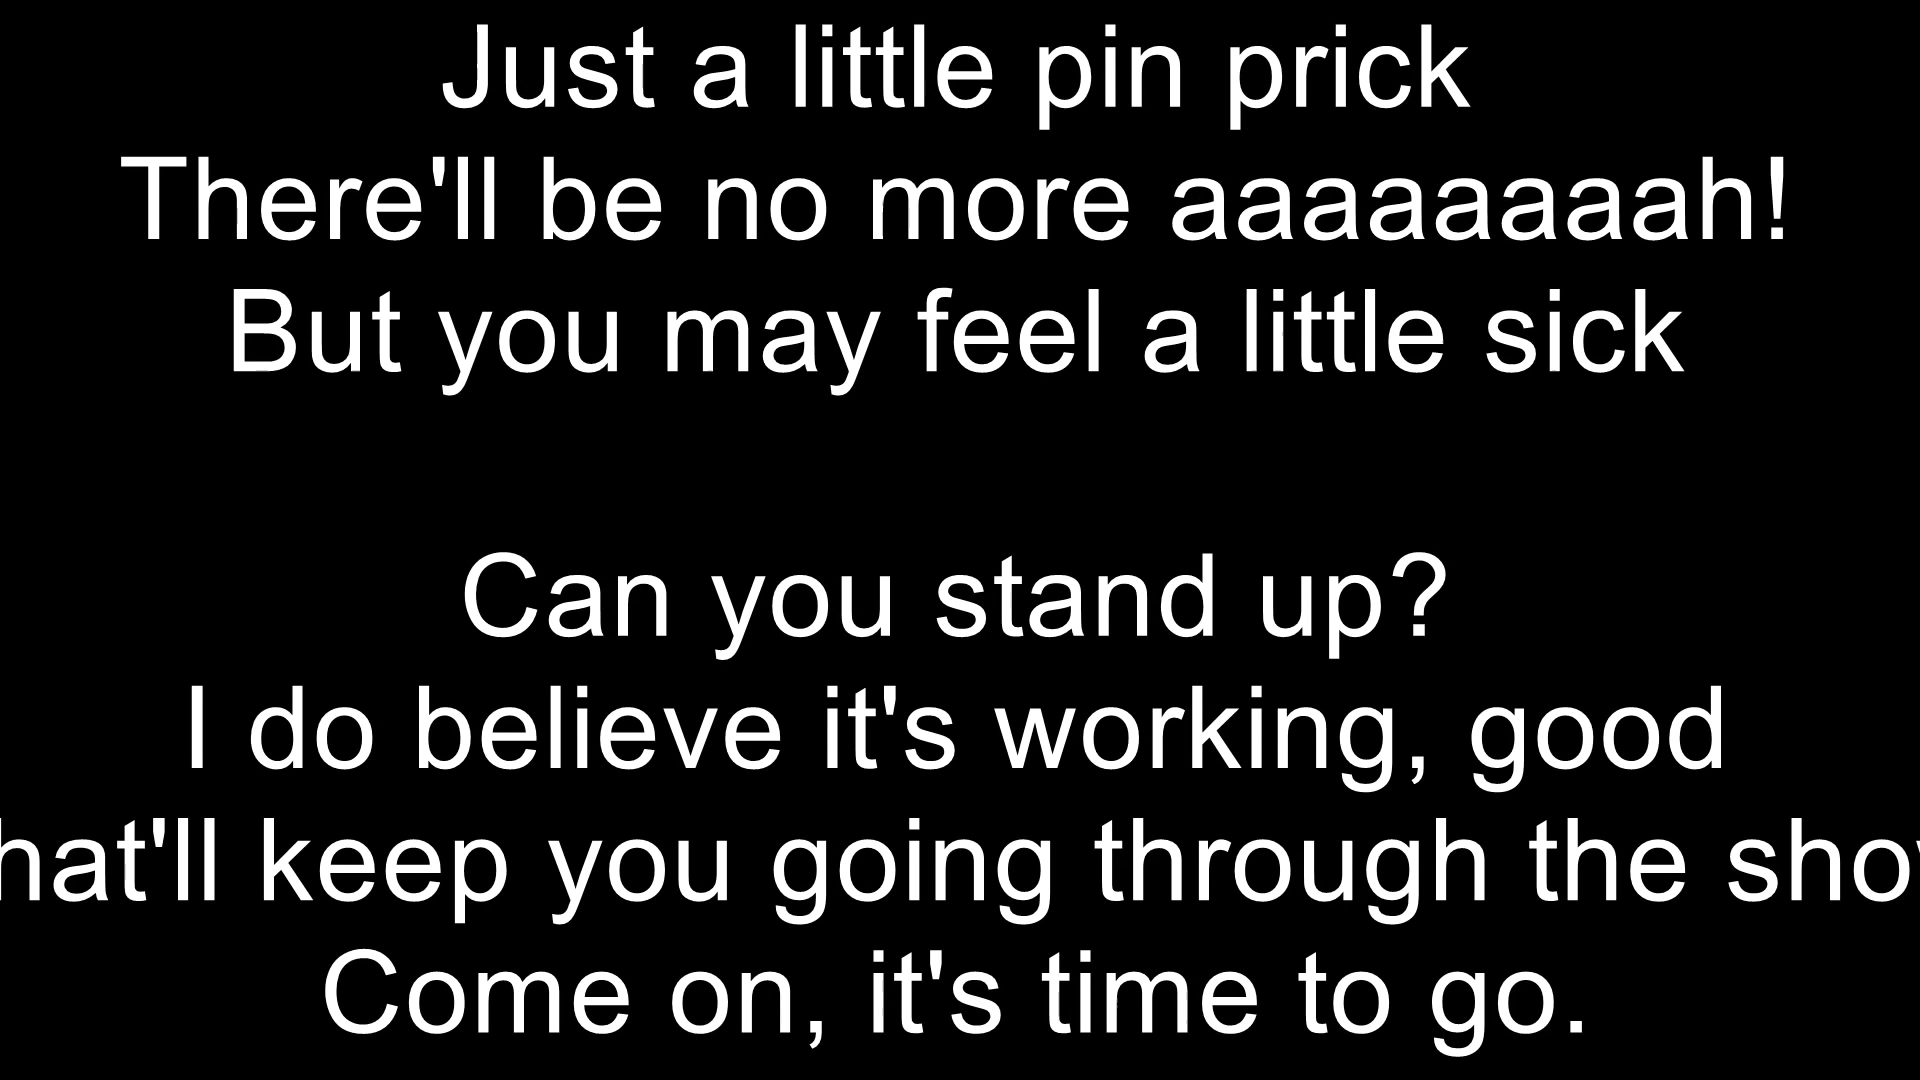 Just a little pin prick
There'll be no more aaaaaaaah!
But you may feel a little sick
Can you stand up?
I do believe it's working, good
hat'll keep you going through the sho
Come on, it's time to go.